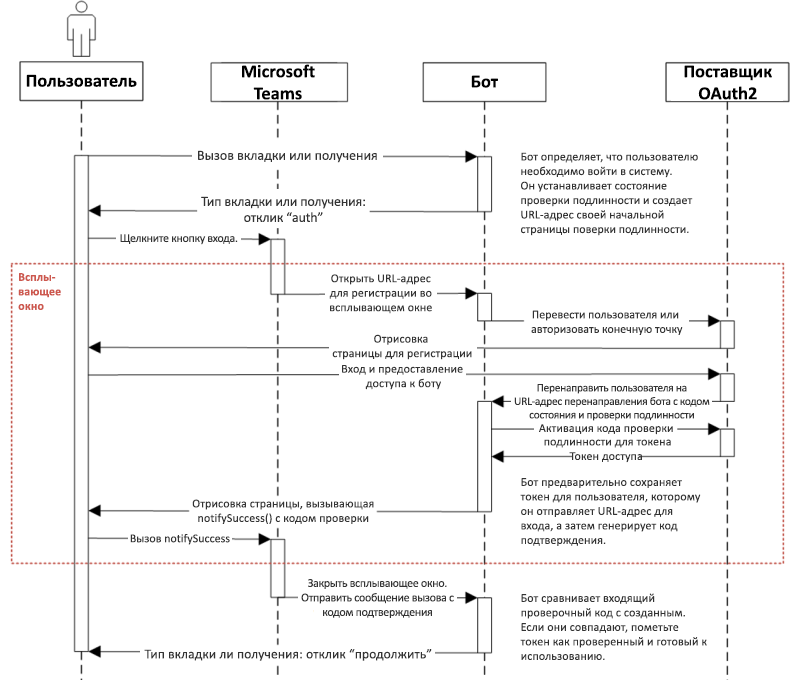 Пользователь
Microsoft
Teams
Бот
Поставщик
OAuth2
Вызов вкладки или получения
Бот определяет, что пользователю
необходимо войти в систему.
Он устанавливает состояние
проверки подлинности и создает
URL-адрес своей начальной
страницы поверки подлинности.
Тип вкладки или получения:
отклик “auth”
Щелкните кнопку входа.
Всплы-
вающее
окно
Открыть URL-адрес
для регистрации во
всплывающем окне
Перевести пользователя или
авторизовать конечную точку
Отрисовка
страницы для регистрации
Вход и предоставление
доступа к боту
Перенаправить пользователя на
URL-адрес перенаправления бота с кодом
состояния и проверки подлинности
Активация кода проверки
подлинности для токена
Токен доступа
Бот предварительно сохраняет
токен для пользователя, которому
он отправляет URL-адрес для
входа, а затем генерирует код
подтверждения.
Отрисовка страницы, вызывающая
notifySuccess() с кодом проверки
Вызов notifySuccess
Закрыть всплывающее окно.
Отправить сообщение вызова с
кодом подтверждения
Бот сравнивает входящий
проверочный код с созданным.
Если они совпадают, пометьте
токен как проверенный и готовый к
использованию.
Тип вкладки ли получения: отклик “продолжить”